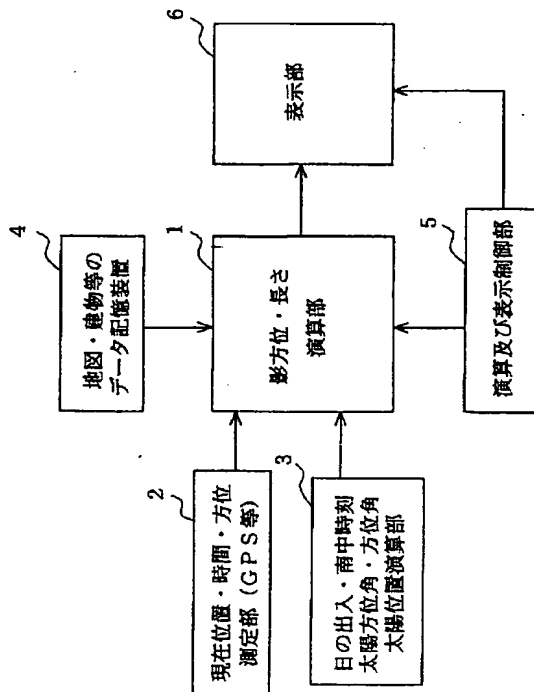 4
地図・建物等の
データ記憶装置
2
現在位置・時間・方位
測定部（GPS等）
1
影方位・長さ
演算部
6
表示部
3
日の出入・南中時刻
太陽方位角・方位角
太陽位置演算部
5
演算及び表示制御部